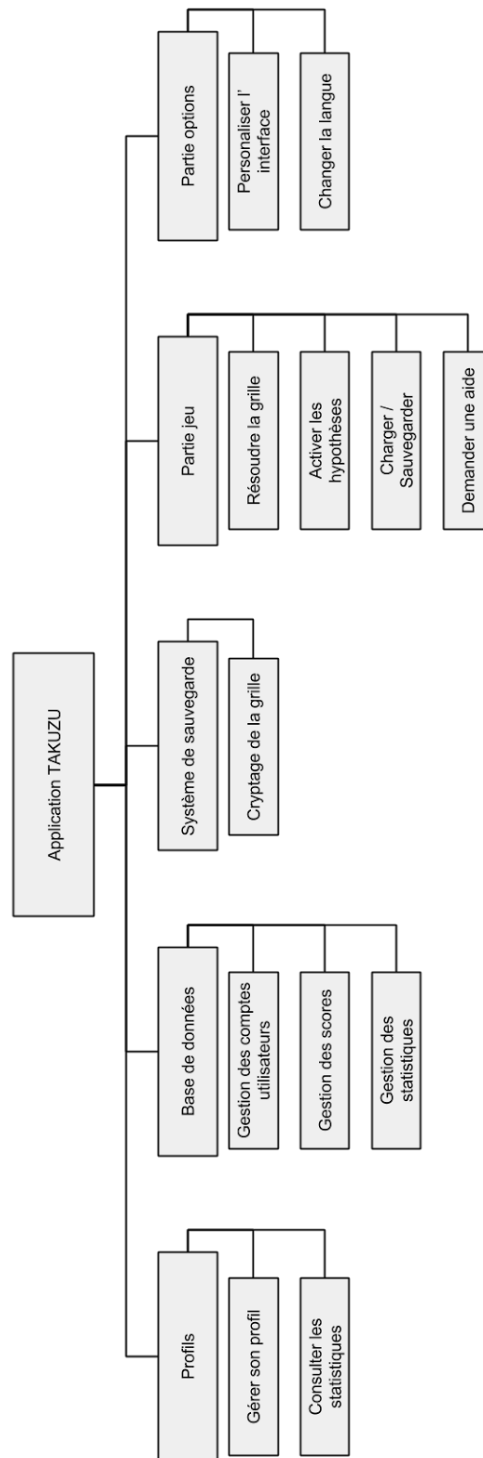 Application TAKUZU
Profils
Gérer son profil
Consulter les
statistiques
Base de données
Gestion des comptes
utilisateurs
Gestion des scores
Gestion des
statistiques
Système de sauvegarde
Cryptage de la grille
Partie jeu
Résoudre la grille
Activer les
hypothèses
Charger /
Sauvegarder
Demander une aide
Partie options
Personaliser l'
interface
Changer la langue